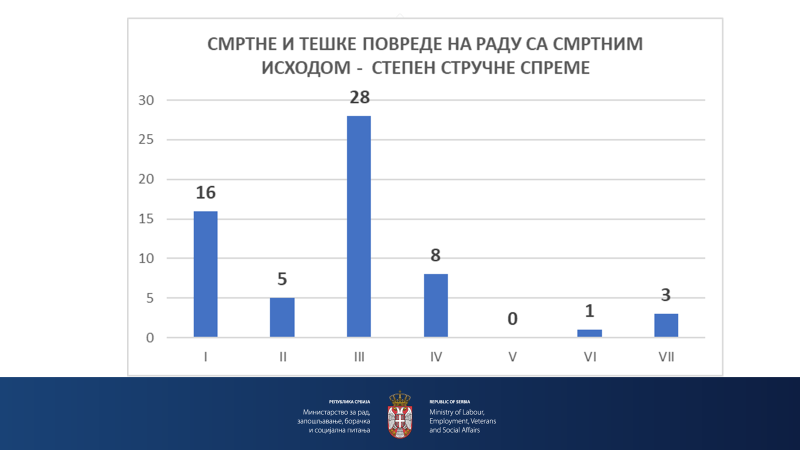 СМРТНЕ И ТЕШКЕ ПОВРЕДЕ НА РАДУ СА СМРТНИМ
ИСХОДОМ - СТЕПЕН СТРУЧНЕ СПРЕМЕ
30
25
20
15
10
5
0
16
5
28
8
0
1
3
I
II
III
IV
V
VI
VII
РЕПУБЛИКА СРБИЈА
Министарство за рад,
запошљавање, борачка
и социјална питања
REPUBLIC OF SERBIA
Ministry of Labour,
Employment, Veterans
and Social Affairs